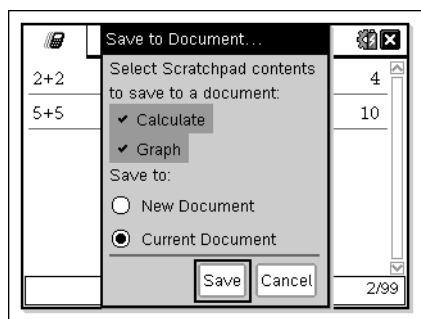 Save to Document...
Select Scratchpad contents
to save to a document:
2+2
4
Calculate
5+5
10
Graph
Save to:
New Document
Current Document
Save
Cancel
2/99